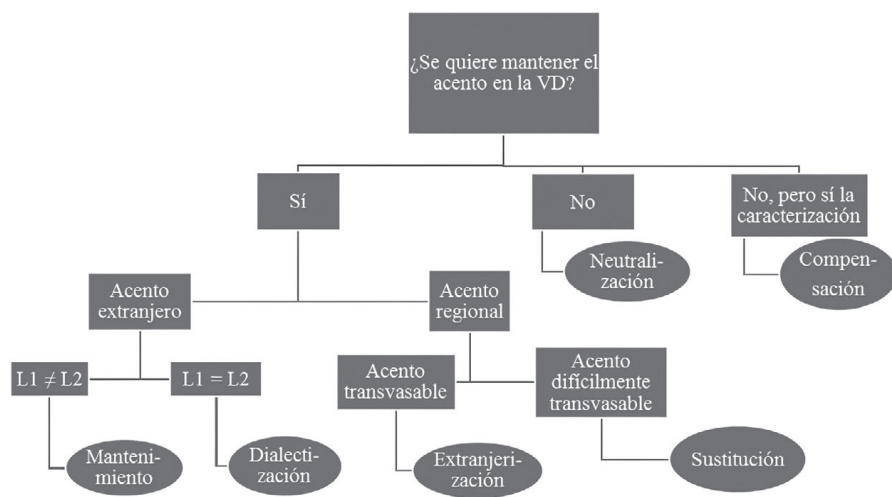 ¿Se quiere mantener el
acento en la VD?
Sí
No
No, pero sí la
caracterización
Neutrali-
zación
Compen-
sación
Acento
extranjero
Acento
regional
L1 ≠ L2
L1 = L2
Acento
transvasable
Acento
difícilmente
transvasable
Manteni-
miento
Dialecti-
zación
Extranjeri-
zación
Sustitución